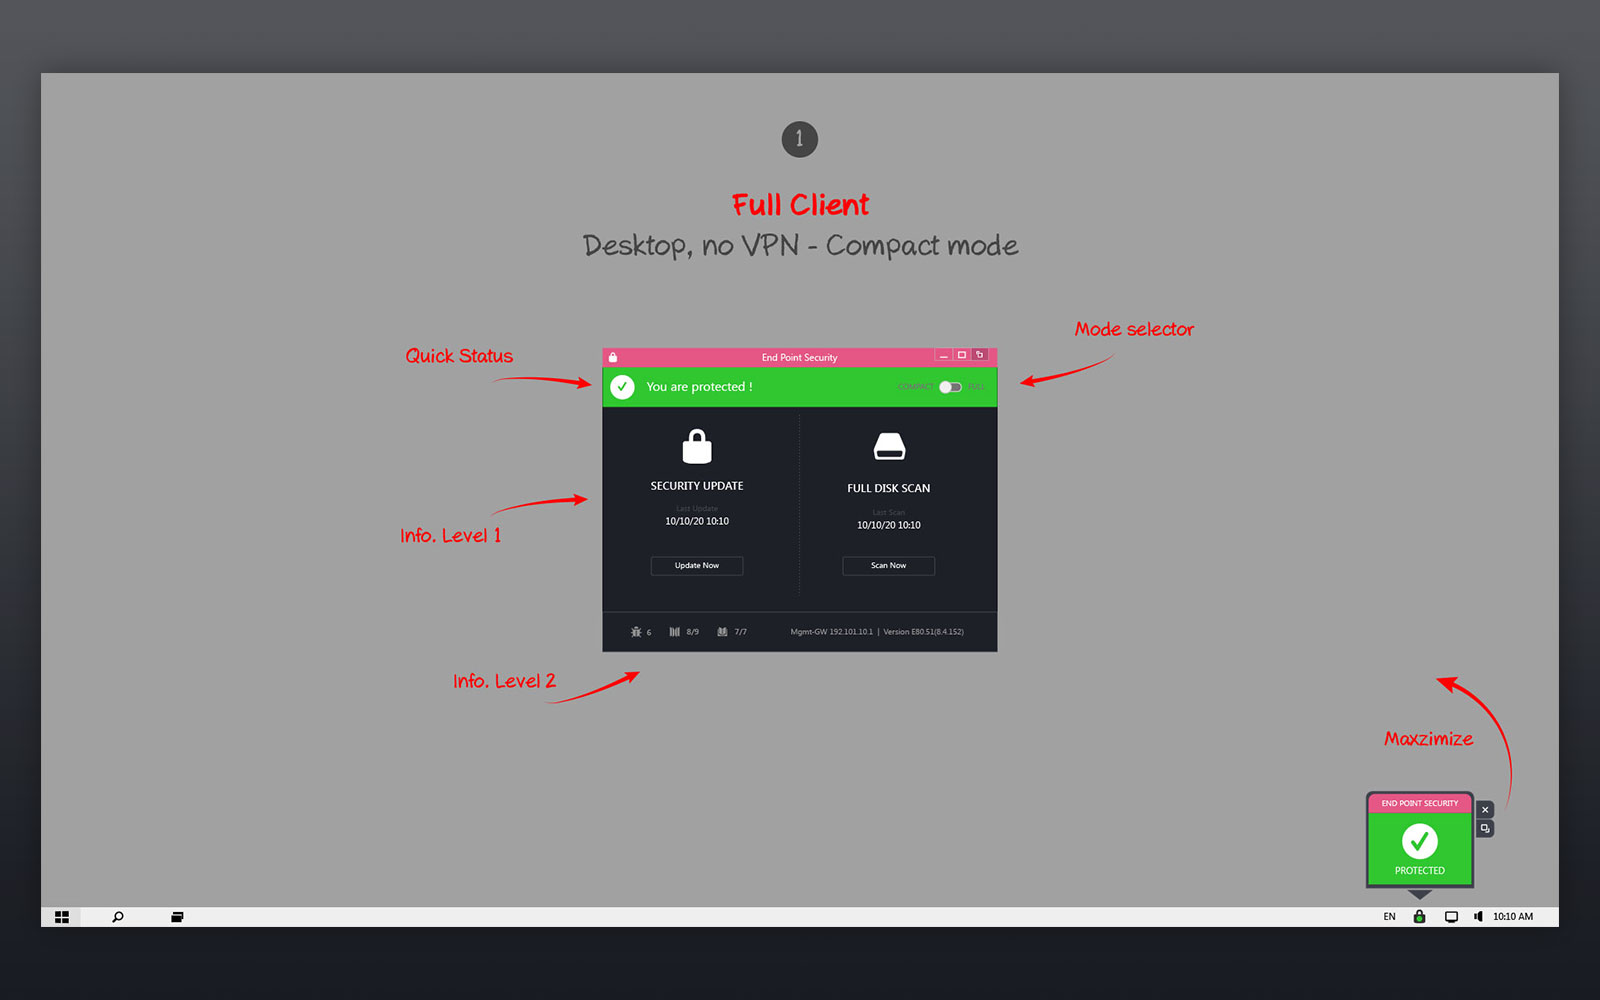 1
Full Client
Desktop, no VPN - Compact mode
Mode selector
Quick Status
End Point Security
You are protected !
COMPACT FULL
SECURITY UPDATE
Last Update
10/10/20 10:10
Update Now
FULL DISK SCAN
Last Scan
10/10/20 10:10
Scan Now
Info. Level 1
6 8/9 7/7 Mgmt-GW 192.101.10.1 | Version E80.51(8.4.152)
Info. Level 2
Maxzimize
END POINT SECURITY
PROTECTED
EN 10:10 AM